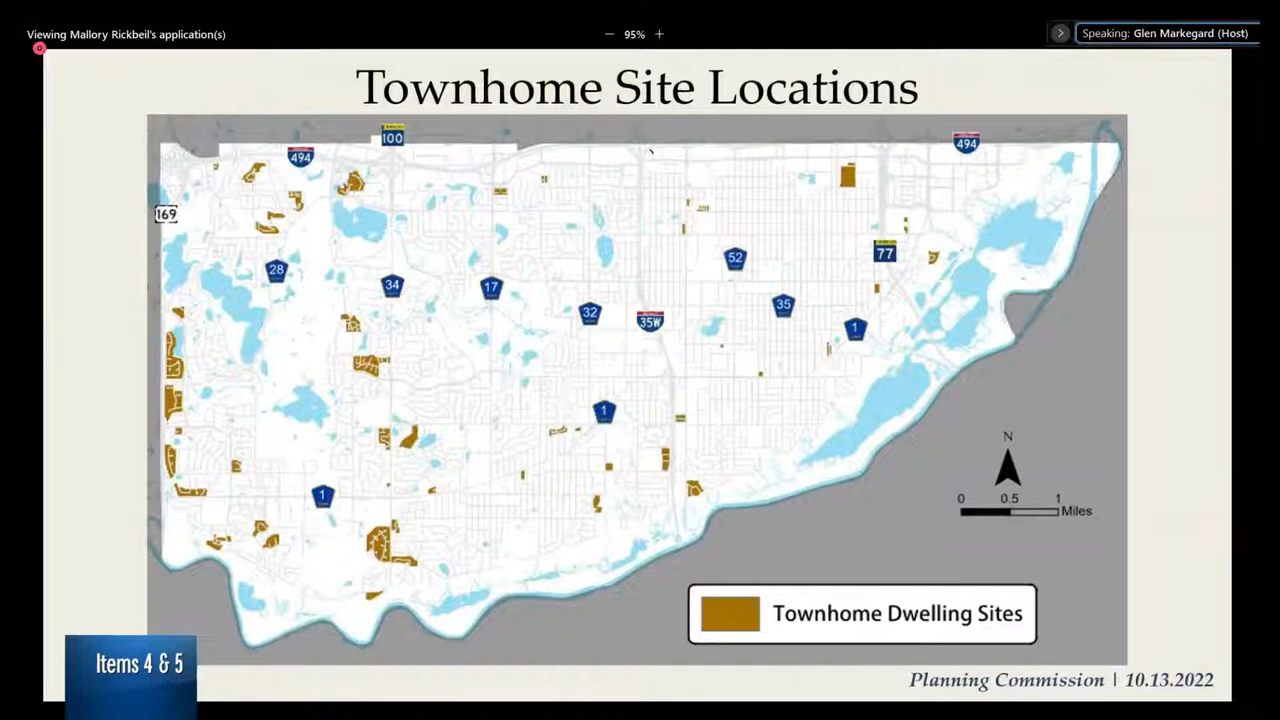 Viewing Mallory Rickbeil's application(s)
95%
Speaking: Glen Markegard (Host)
Townhome Site Locations
100
494
494
169
28
34
17
52
77
32
35W
35
1
1
1
N
0 0.5 1
Miles
Townhome Dwelling Sites
Items 4 & 5
Planning Commission | 10.13.2022